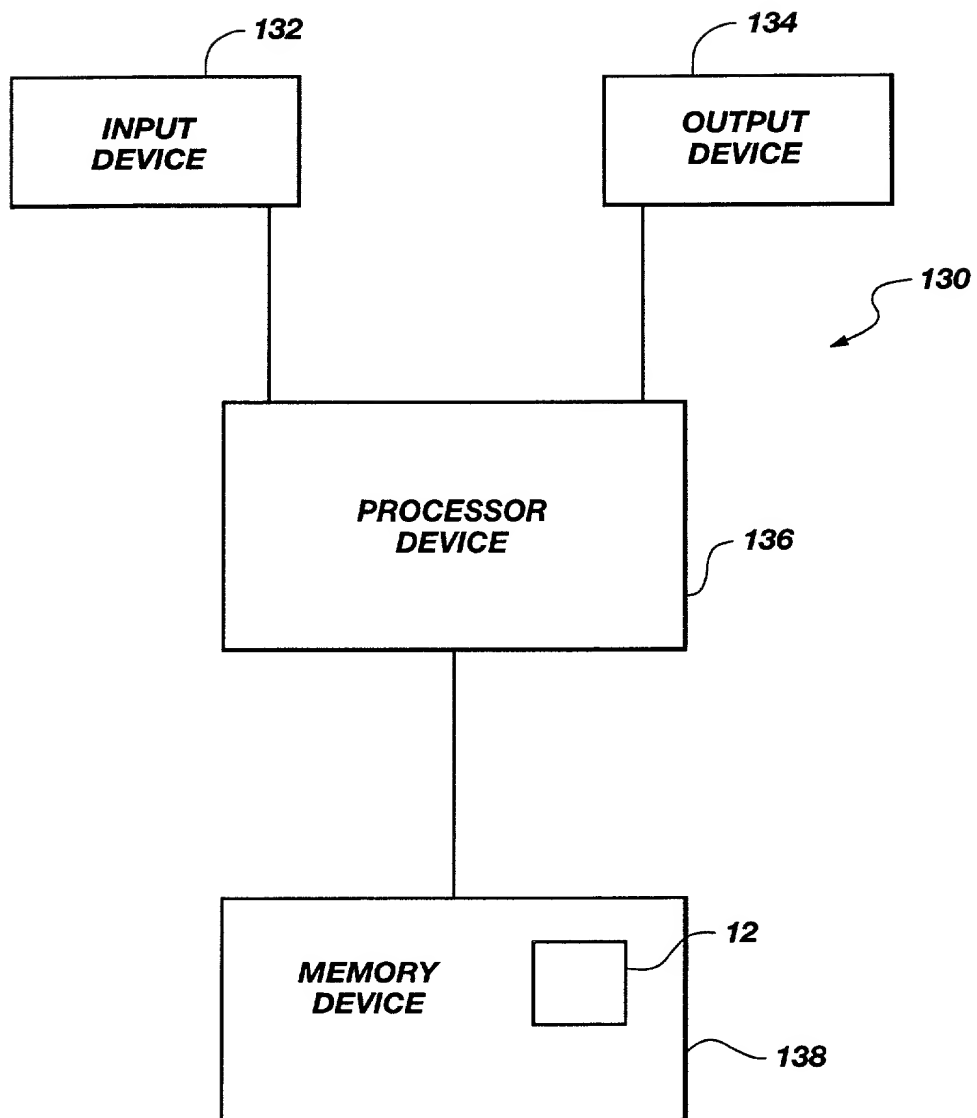 132
134
INPUT
DEVICE
OUTPUT
DEVICE
130
PROCESSOR
DEVICE
136
12
MEMORY
DEVICE
138